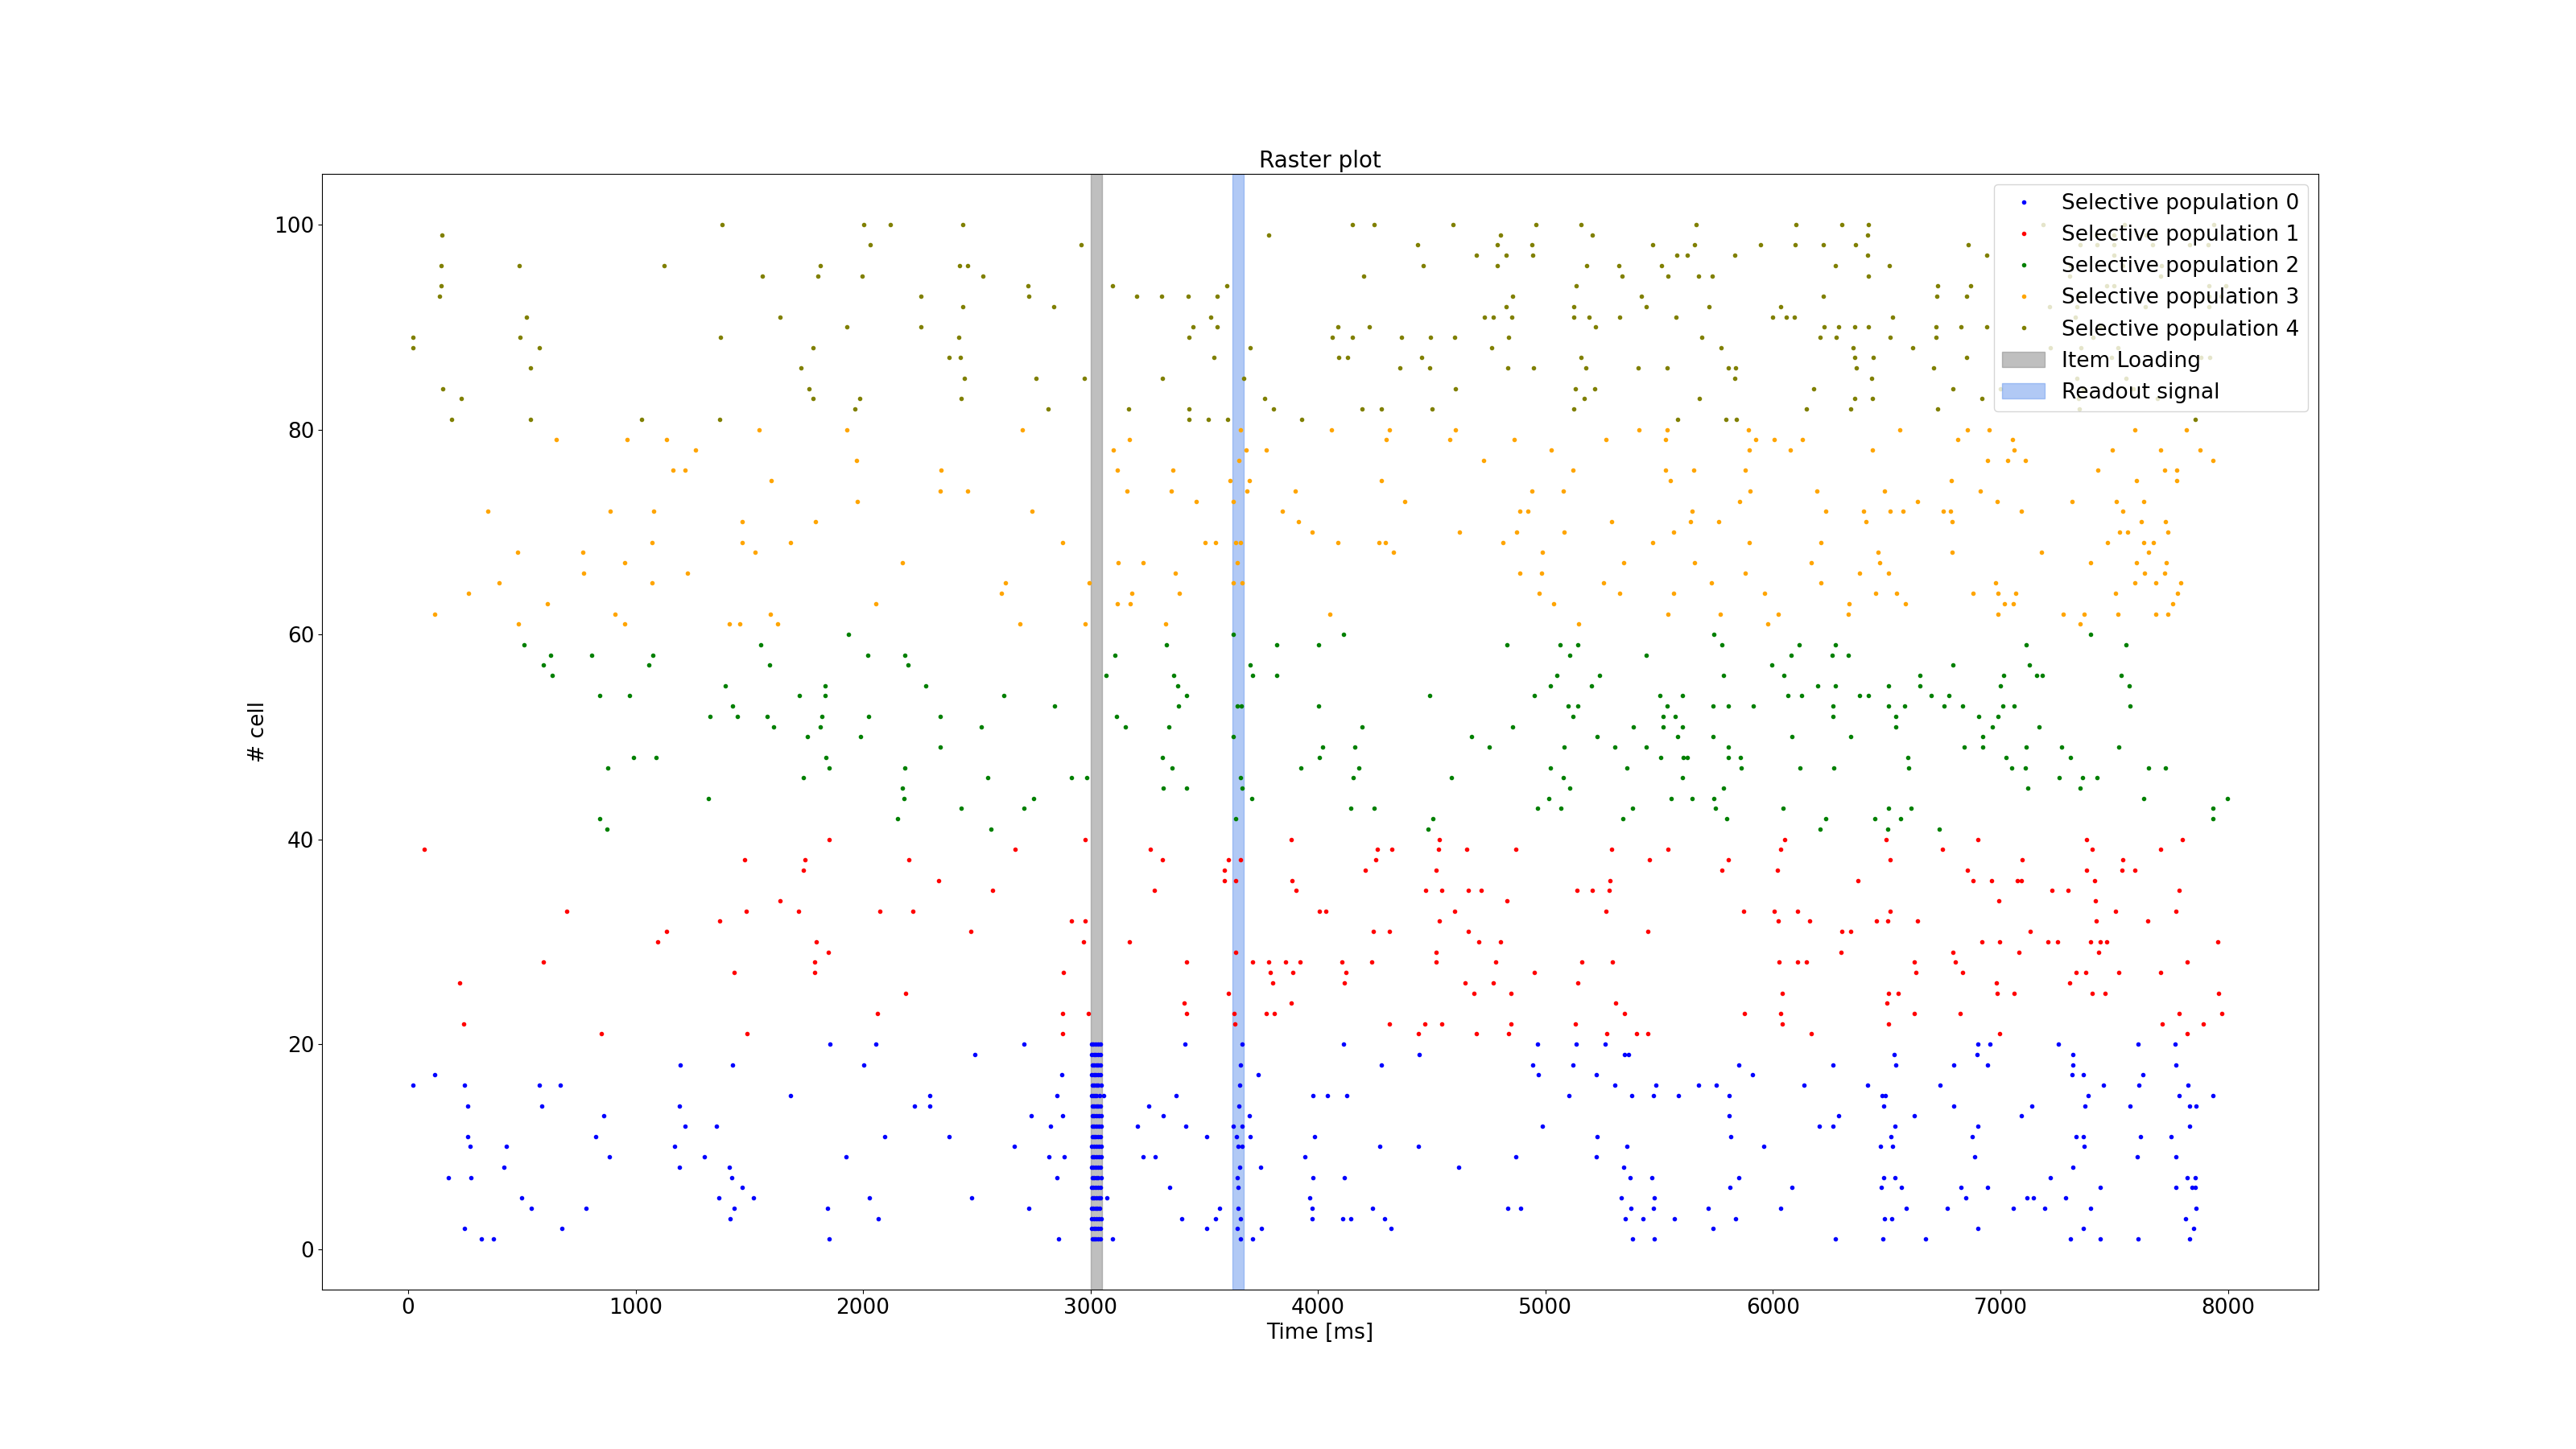 Raster plot
Selective population 0
Selective population 1
Selective population 2
Selective population 3
Selective population 4
Item Loading
Readout signal
100
80
60
40
20
0
# cell
0 1000 2000 3000 4000 5000 6000 7000 8000
Time [ms]